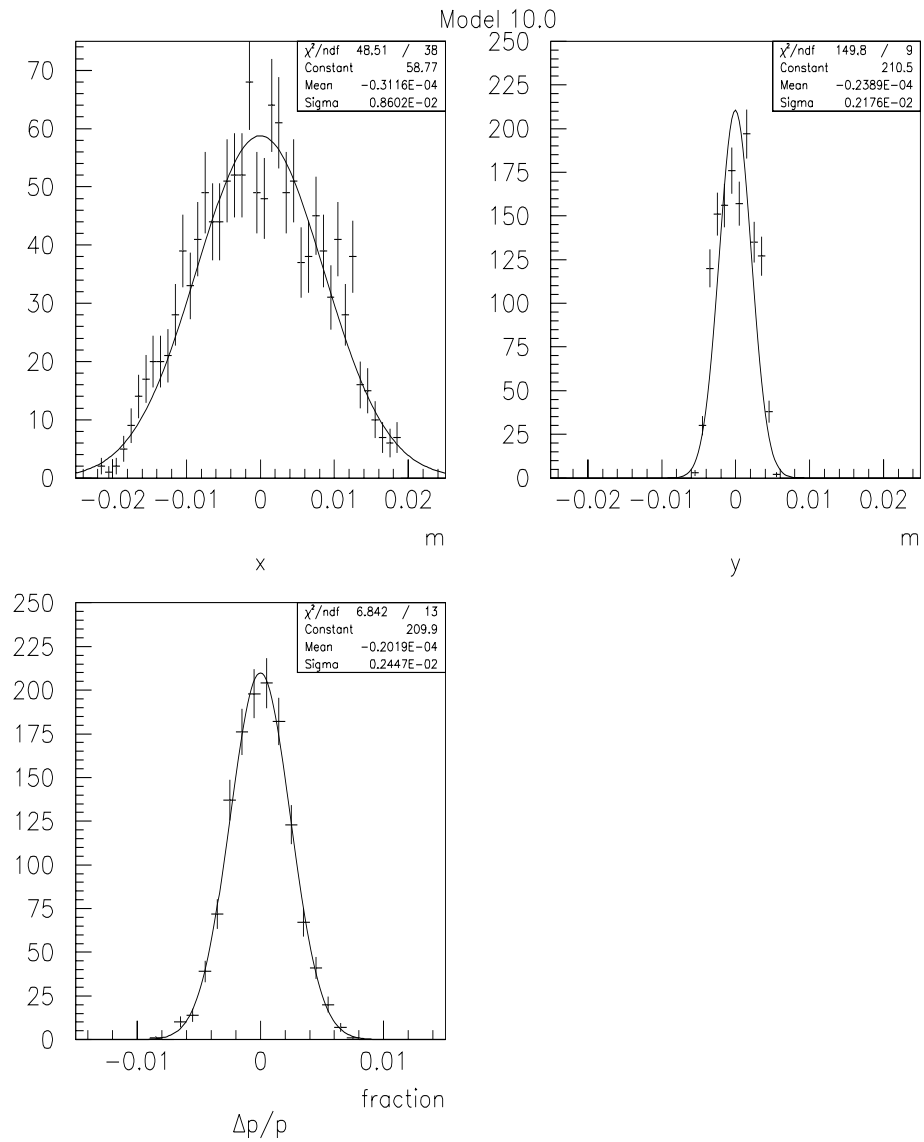 Model 10.0
χ²/ndf 48.51 / 38
Constant 58.77
Mean −0.3116E−04
Sigma 0.8602E−02
70
60
50
40
30
20
10
0
−0.02 −0.01 0 0.01 0.02
m
x
χ²/ndf 149.8 / 9
Constant 210.5
Mean −0.2389E−04
Sigma 0.2176E−02
250
225
200
175
150
125
100
75
50
25
0
−0.02 −0.01 0 0.01 0.02
m
y
χ²/ndf 6.842 / 13
Constant 209.9
Mean −0.2019E−04
Sigma 0.2447E−02
250
225
200
175
150
125
100
75
50
25
0
−0.01 0 0.01
fraction
Δp/p